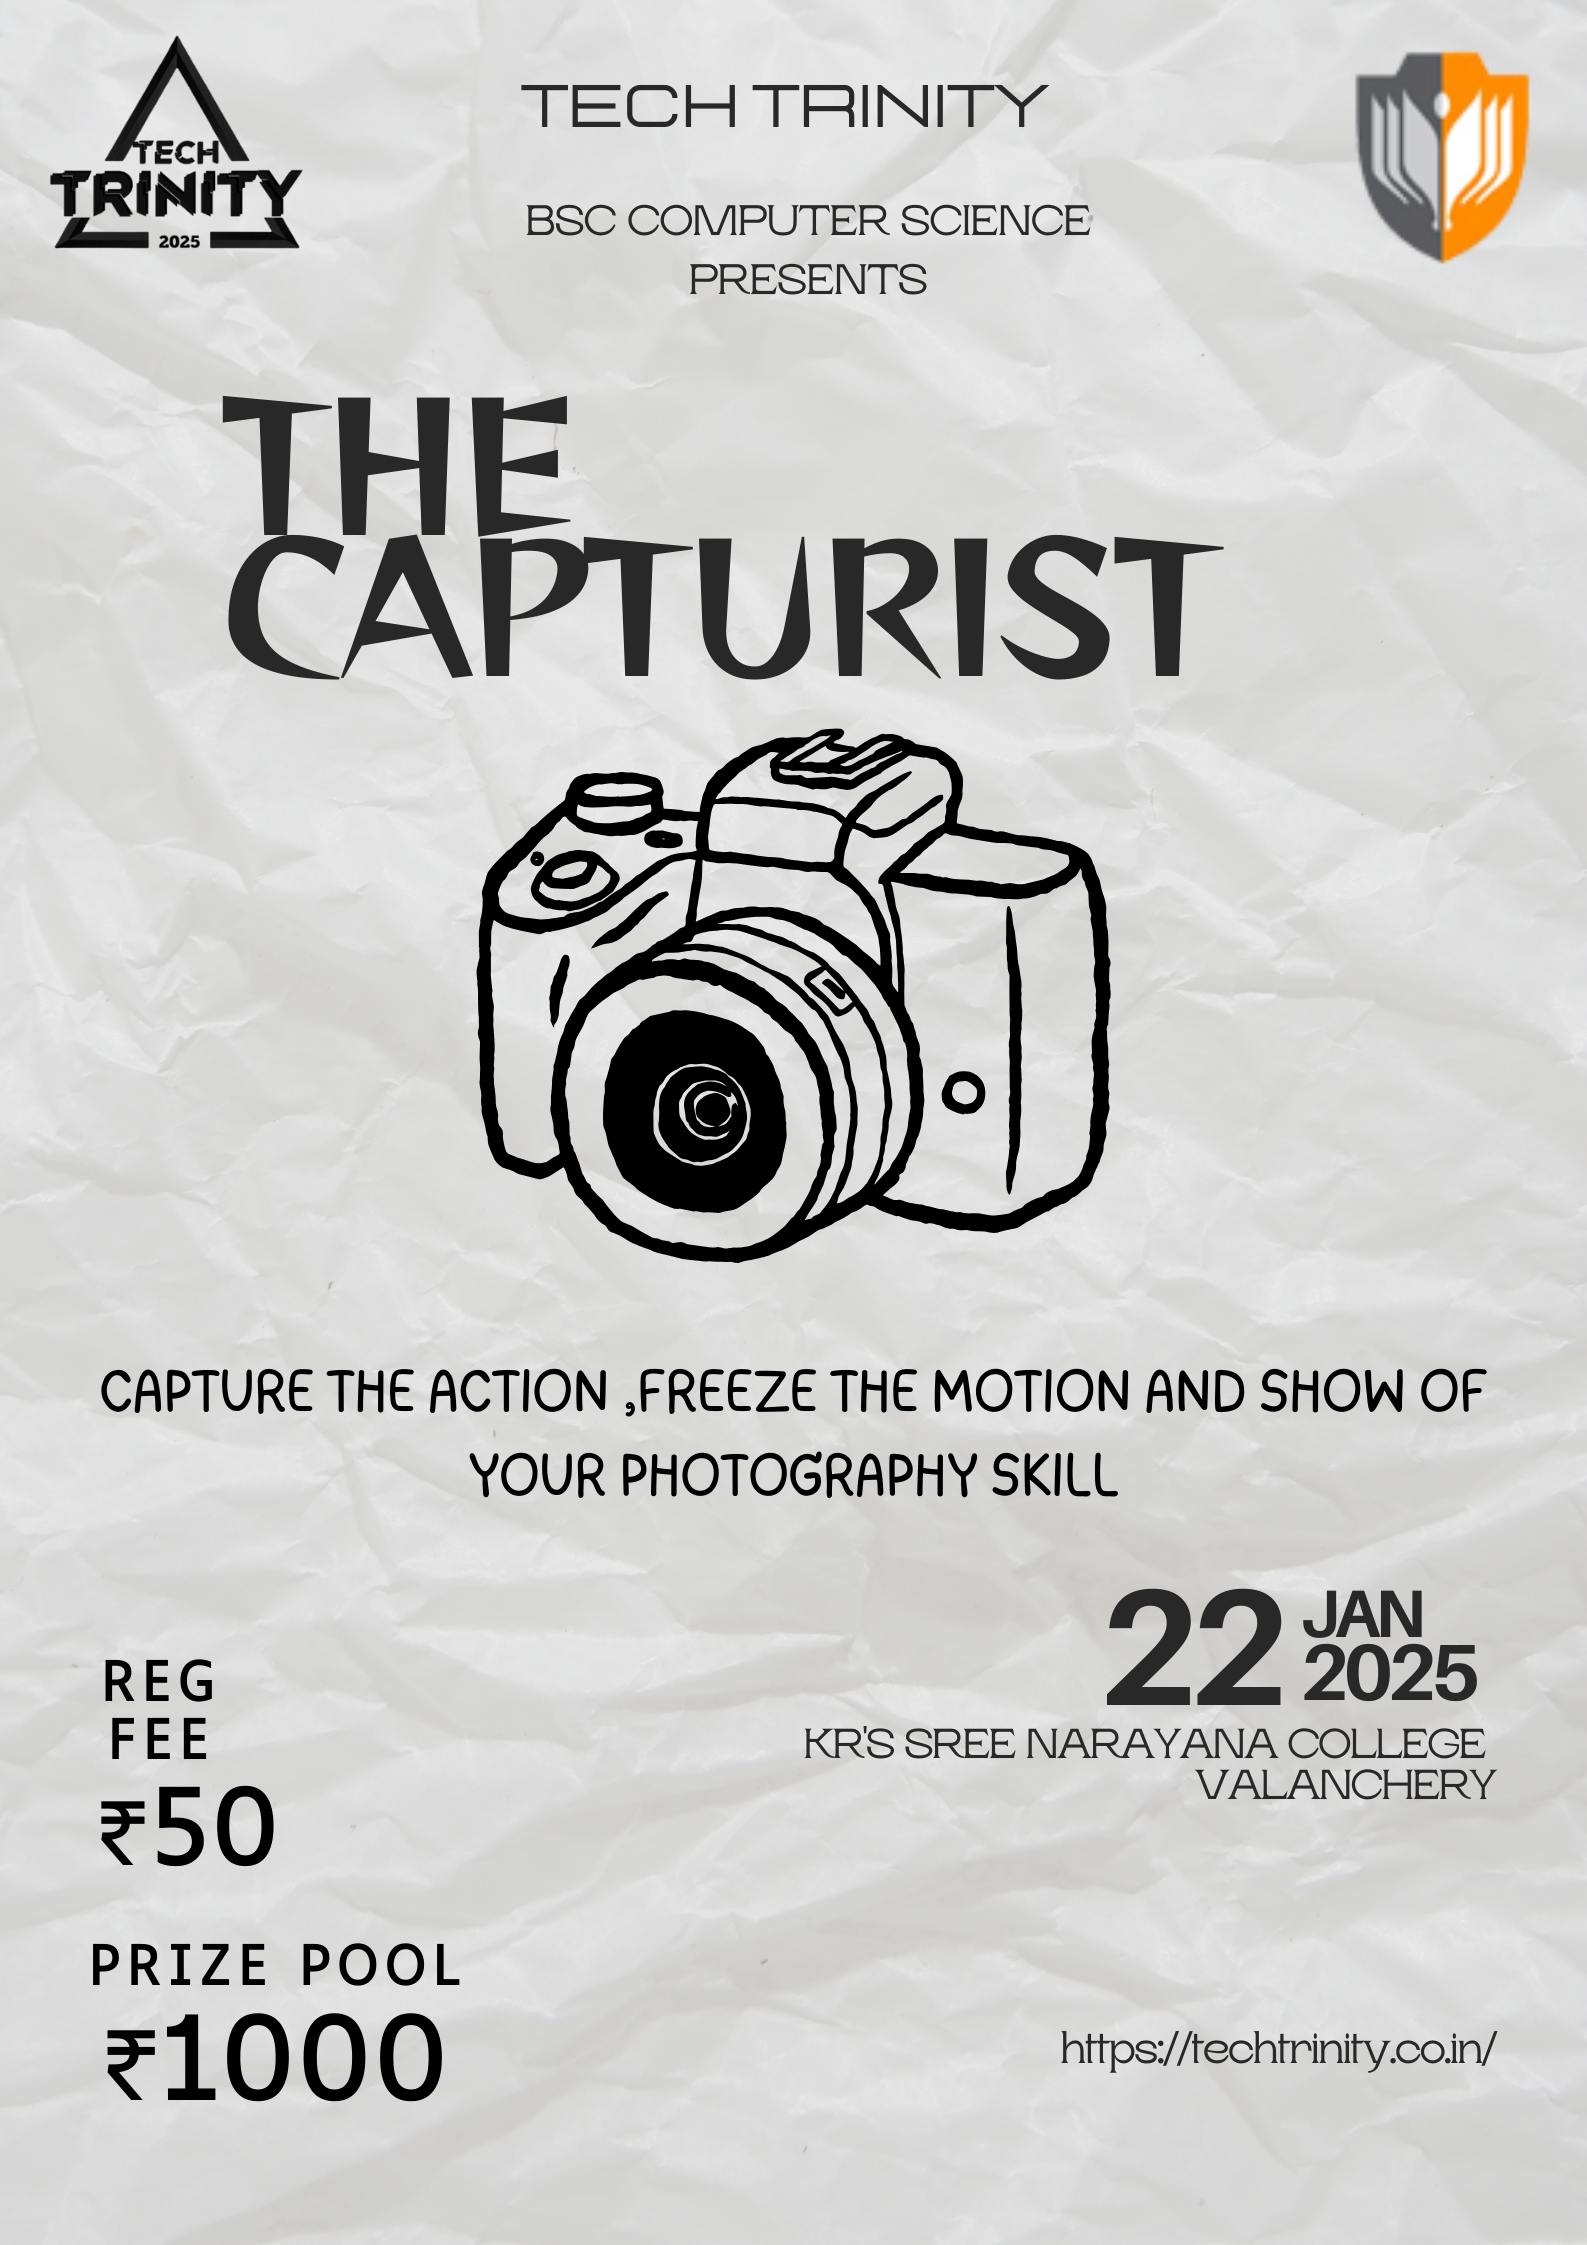 TECH
TRINITY
2025
TECH TRINITY
BSC COMPUTER SCIENCE
PRESENTS
THE
CAPTURIST
CAPTURE THE ACTION ,FREEZE THE MOTION AND SHOW OF
YOUR PHOTOGRAPHY SKILL
22 JAN
2025
KR'S SREE NARAYANA COLLEGE
VALANCHERY
REG
FEE
₹50
PRIZE POOL
₹1000
https://techtrinity.co.in/